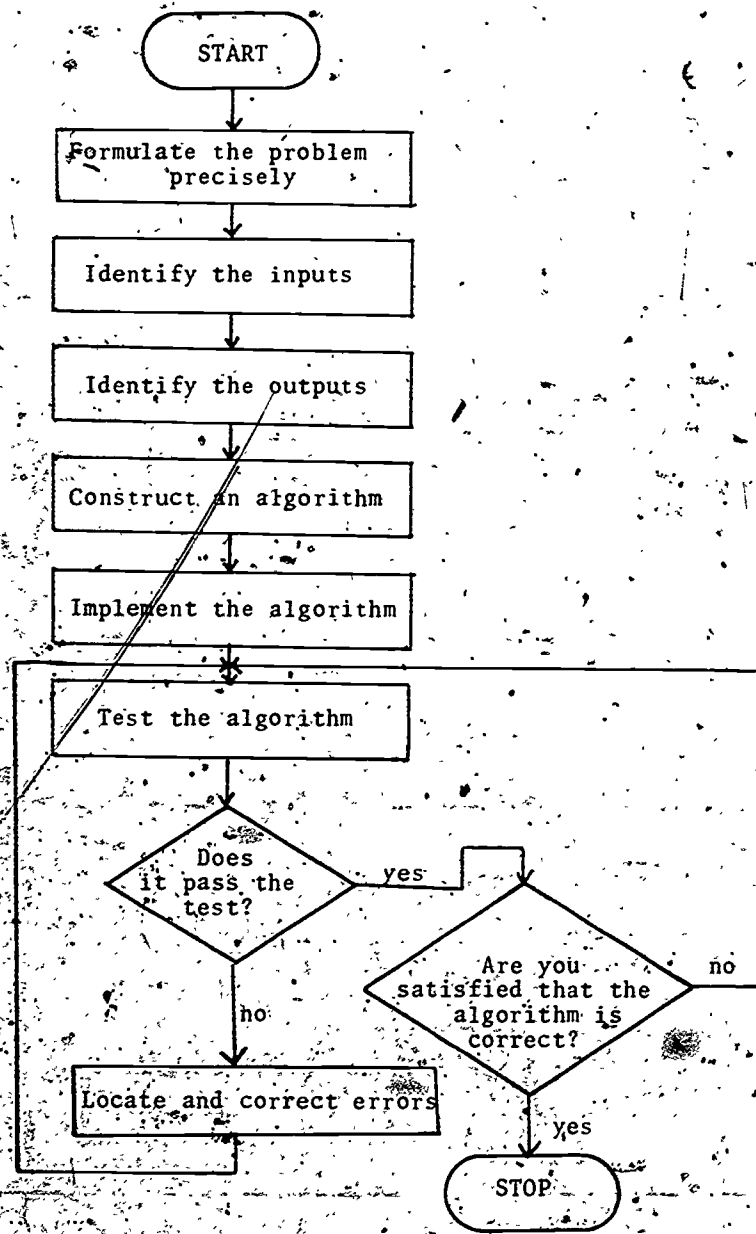 START
Formulate the problem
precisely
Identify the inputs
Identify the outputs
Construct an algorithm
Implement the algorithm
Test the algorithm
Does
it pass the
test?
yes
no
Locate and correct errors
Are you
satisfied that the
algorithm is
correct?
no
yes
STOP